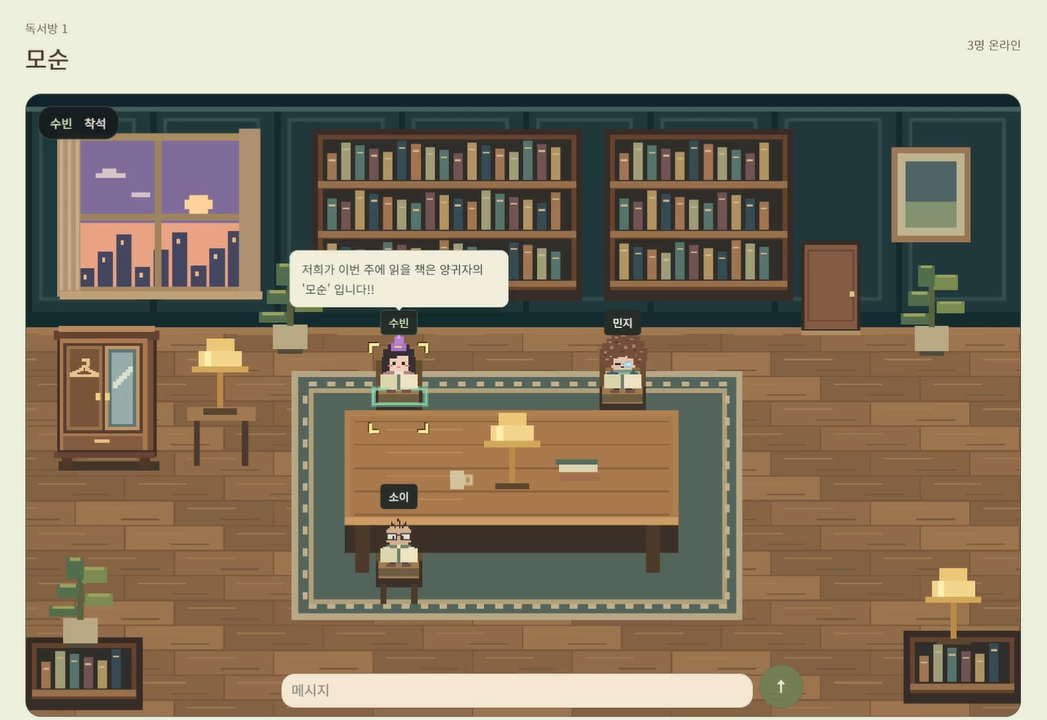 독서방 1
모순
3명 온라인
수빈 착석
저희가 이번 주에 읽을 책은 양귀자의
'모순' 입니다!!
수빈
민지
소이
메시지